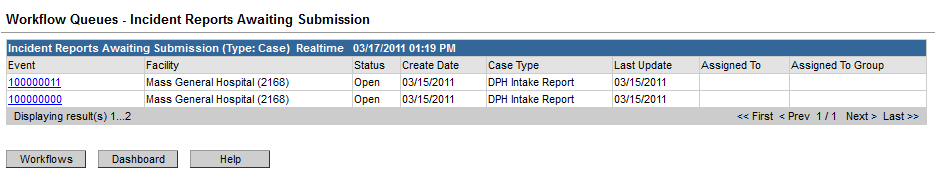 Workflow Queues - Incident Reports Awaiting Submission
Incident Reports Awaiting Submission (Type: Case) Realtime 03/17/2011 01:19 PM
Event Facility Status Create Date Case Type Last Update Assigned To Assigned To Group
100000011 Mass General Hospital (2168) Open 03/15/2011 DPH Intake Report 03/15/2011
100000000 Mass General Hospital (2168) Open 03/15/2011 DPH Intake Report 03/15/2011
Displaying result(s) 1...2 << First < Prev 1 / 1 Next > Last >>
Workflows Dashboard Help